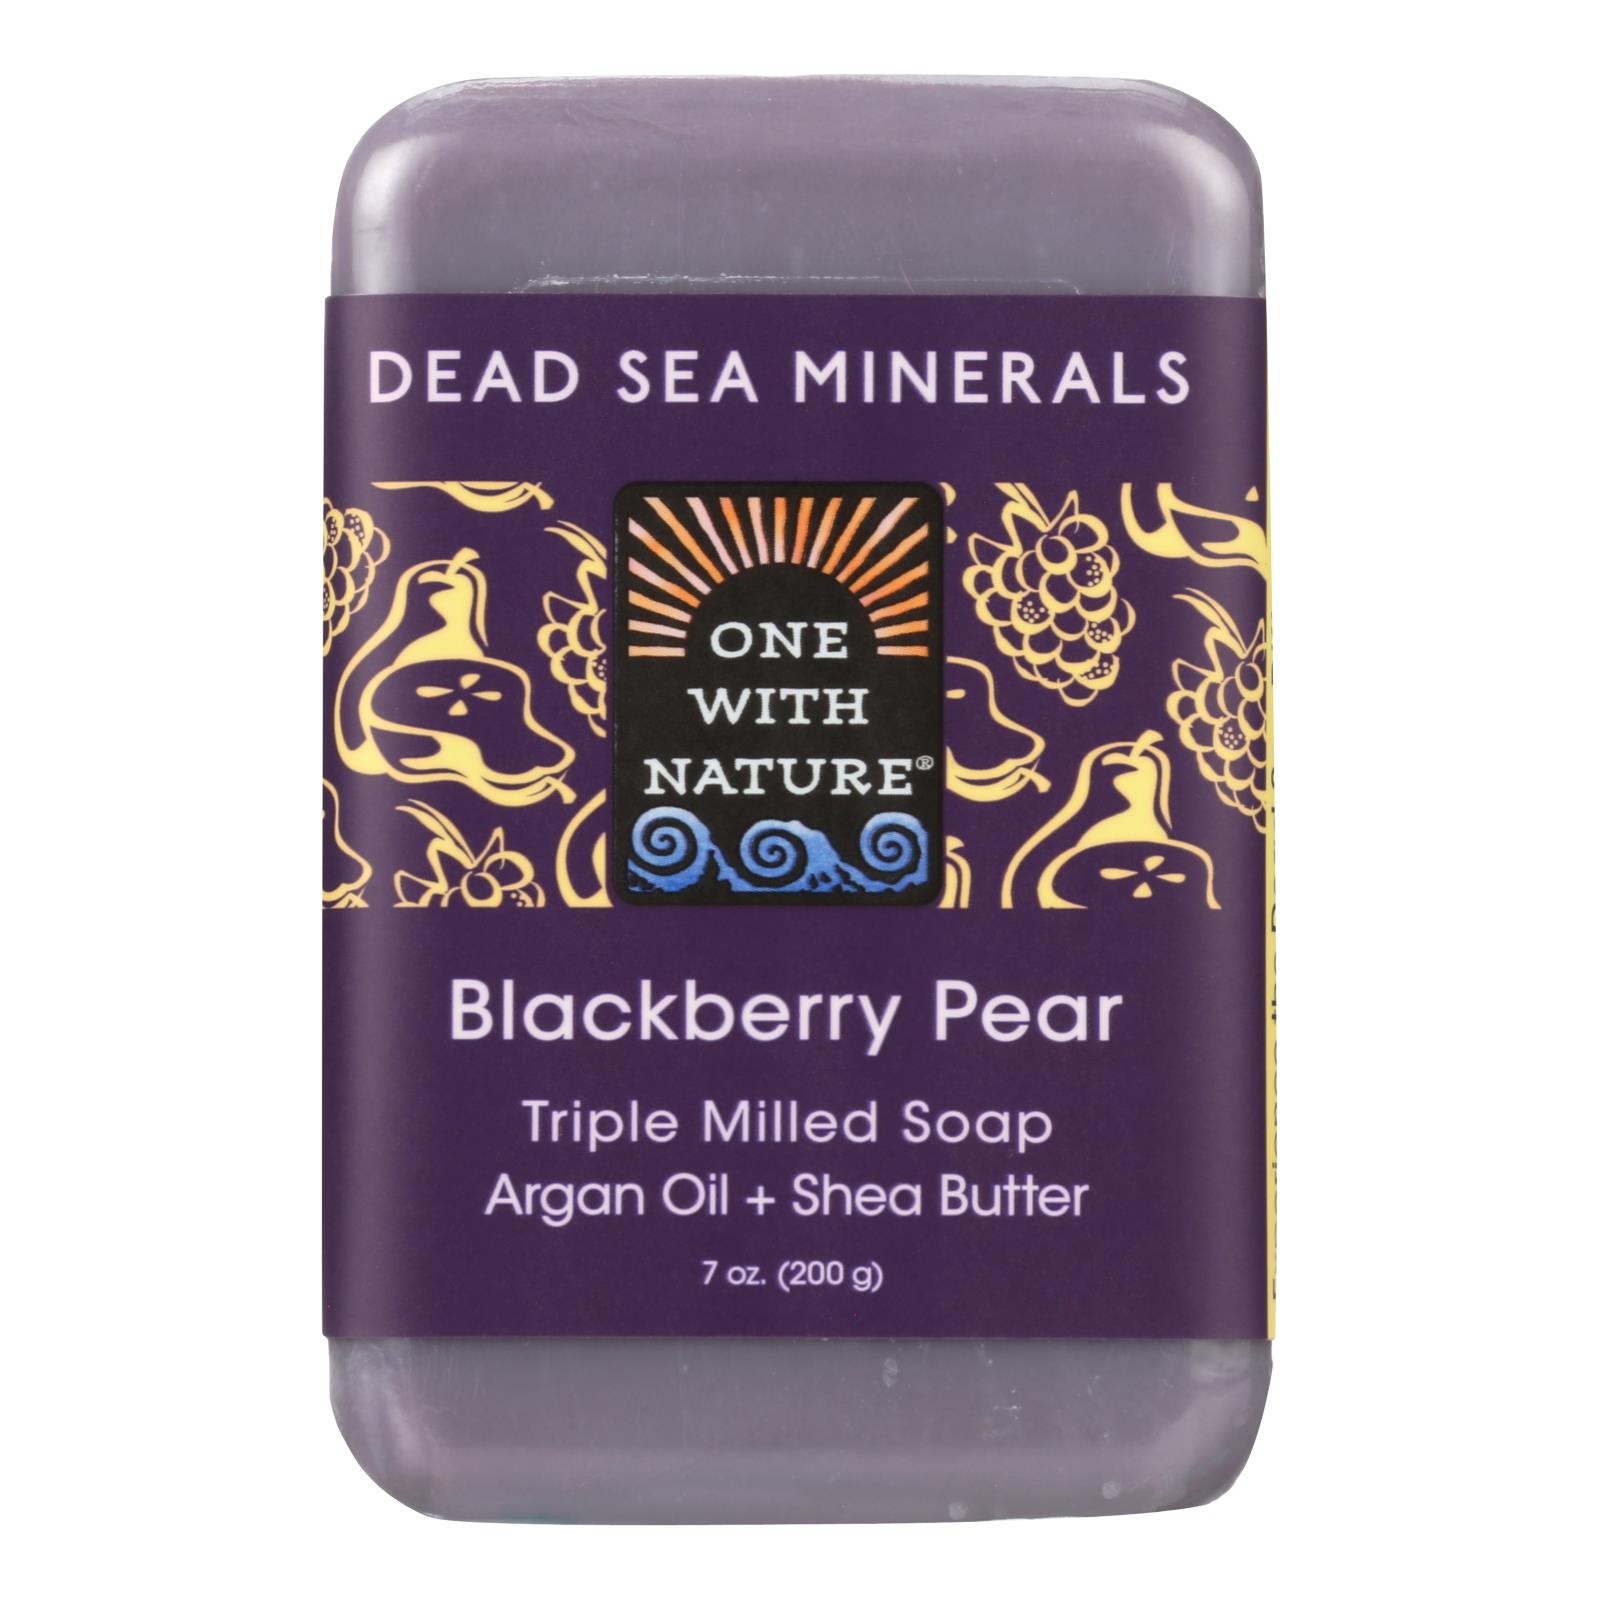 DEAD SEA MINERALS
ONE
WITH
NATURE®
Blackberry Pear
Triple Milled Soap
Argan Oil + Shea Butter
7 oz. (200 g)